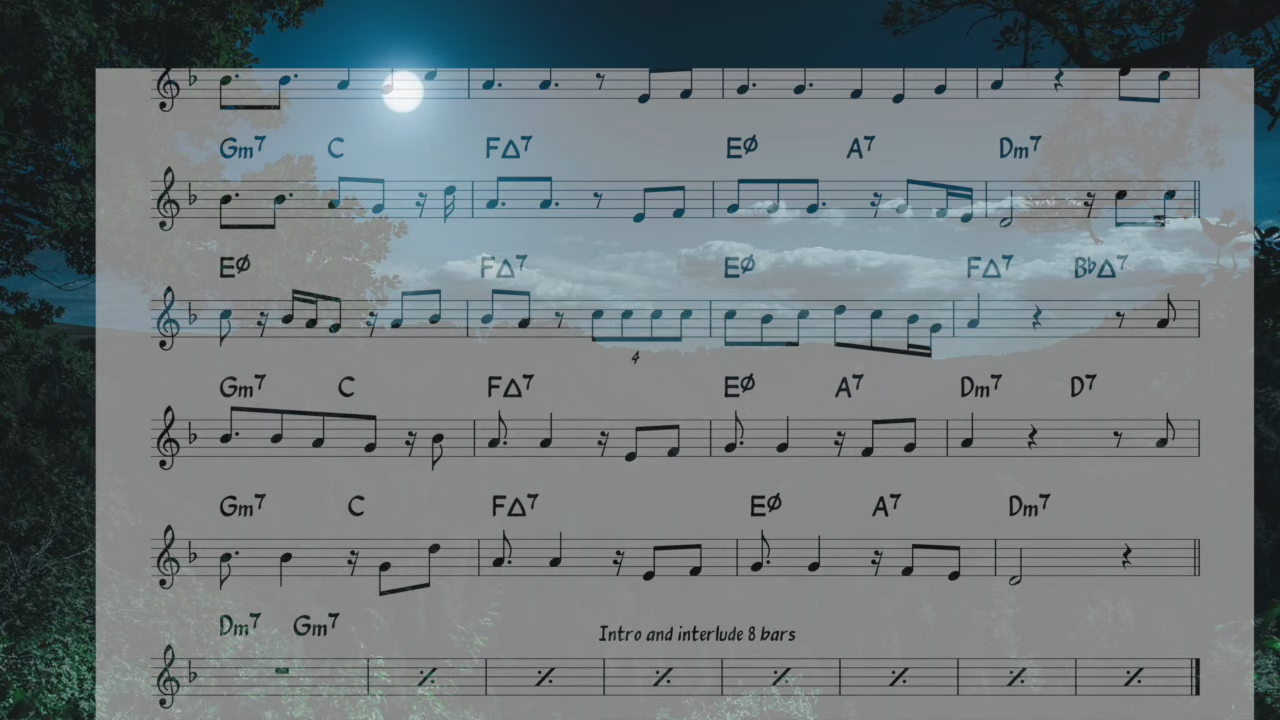 Gm7 C FΔ7 EØ A7 Dm7
EØ FΔ7 EØ FΔ7 B♭Δ7
4
Gm7 C FΔ7 EØ A7 Dm7 D7
Gm7 C FΔ7 EØ A7 Dm7
Dm7 Gm7 Intro and interlude 8 bars